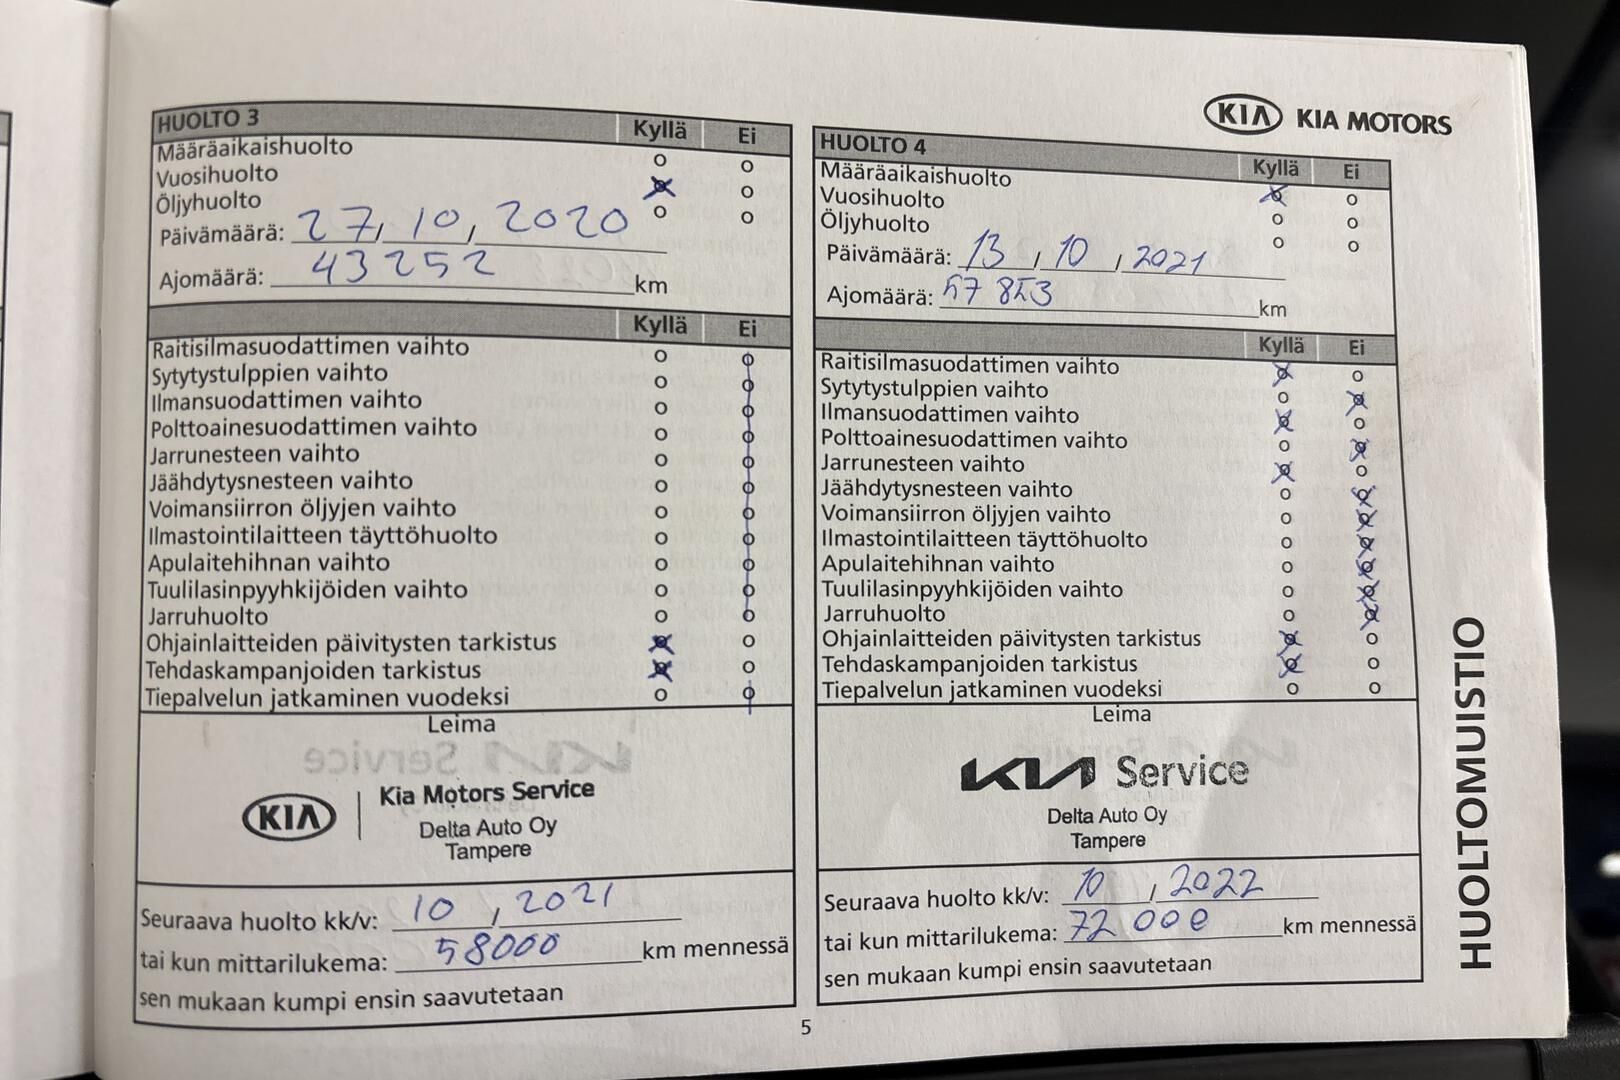 KIA KIA MOTORS
HUOLTO 3 Kyllä Ei
Määräaikaishuolto
Vuosihuolto
Öljyhuolto
Päivämäärä: 27, 10, 2020
Ajomäärä: 43252 km
Kyllä Ei
Raitisilmasuodattimen vaihto
Sytytystulppien vaihto
Ilmansuodattimen vaihto
Polttoainesuodattimen vaihto
Jarrunesteen vaihto
Jäähdytysnesteen vaihto
Voimansiirron öljyjen vaihto
Ilmastointilaitteen täyttöhuolto
Apulaitehihnan vaihto
Tuulilasinpyyhkijöiden vaihto
Jarruhuolto
Ohjainlaitteiden päivitysten tarkistus
Tehdaskampanjoiden tarkistus
Tiepalvelun jatkaminen vuodeksi
Leima
KIA Kia Motors Service
Delta Auto Oy
Tampere
Seuraava huolto kk/v: 10, 2021
tai kun mittarilukema: 58000 km mennessä
sen mukaan kumpi ensin saavutetaan
HUOLTO 4 Kyllä Ei
Määräaikaishuolto
Vuosihuolto
Öljyhuolto
Päivämäärä: 13, 10, 2021
Ajomäärä: 57 853 km
Kyllä Ei
Raitisilmasuodattimen vaihto
Sytytystulppien vaihto
Ilmansuodattimen vaihto
Polttoainesuodattimen vaihto
Jarrunesteen vaihto
Jäähdytysnesteen vaihto
Voimansiirron öljyjen vaihto
Ilmastointilaitteen täyttöhuolto
Apulaitehihnan vaihto
Tuulilasinpyyhkijöiden vaihto
Jarruhuolto
Ohjainlaitteiden päivitysten tarkistus
Tehdaskampanjoiden tarkistus
Tiepalvelun jatkaminen vuodeksi
Leima
KIA Service
Delta Auto Oy
Tampere
Seuraava huolto kk/v: 10, 2022
tai kun mittarilukema: 72 000 km mennessä
sen mukaan kumpi ensin saavutetaan
HUOLTOMUISTIO
5